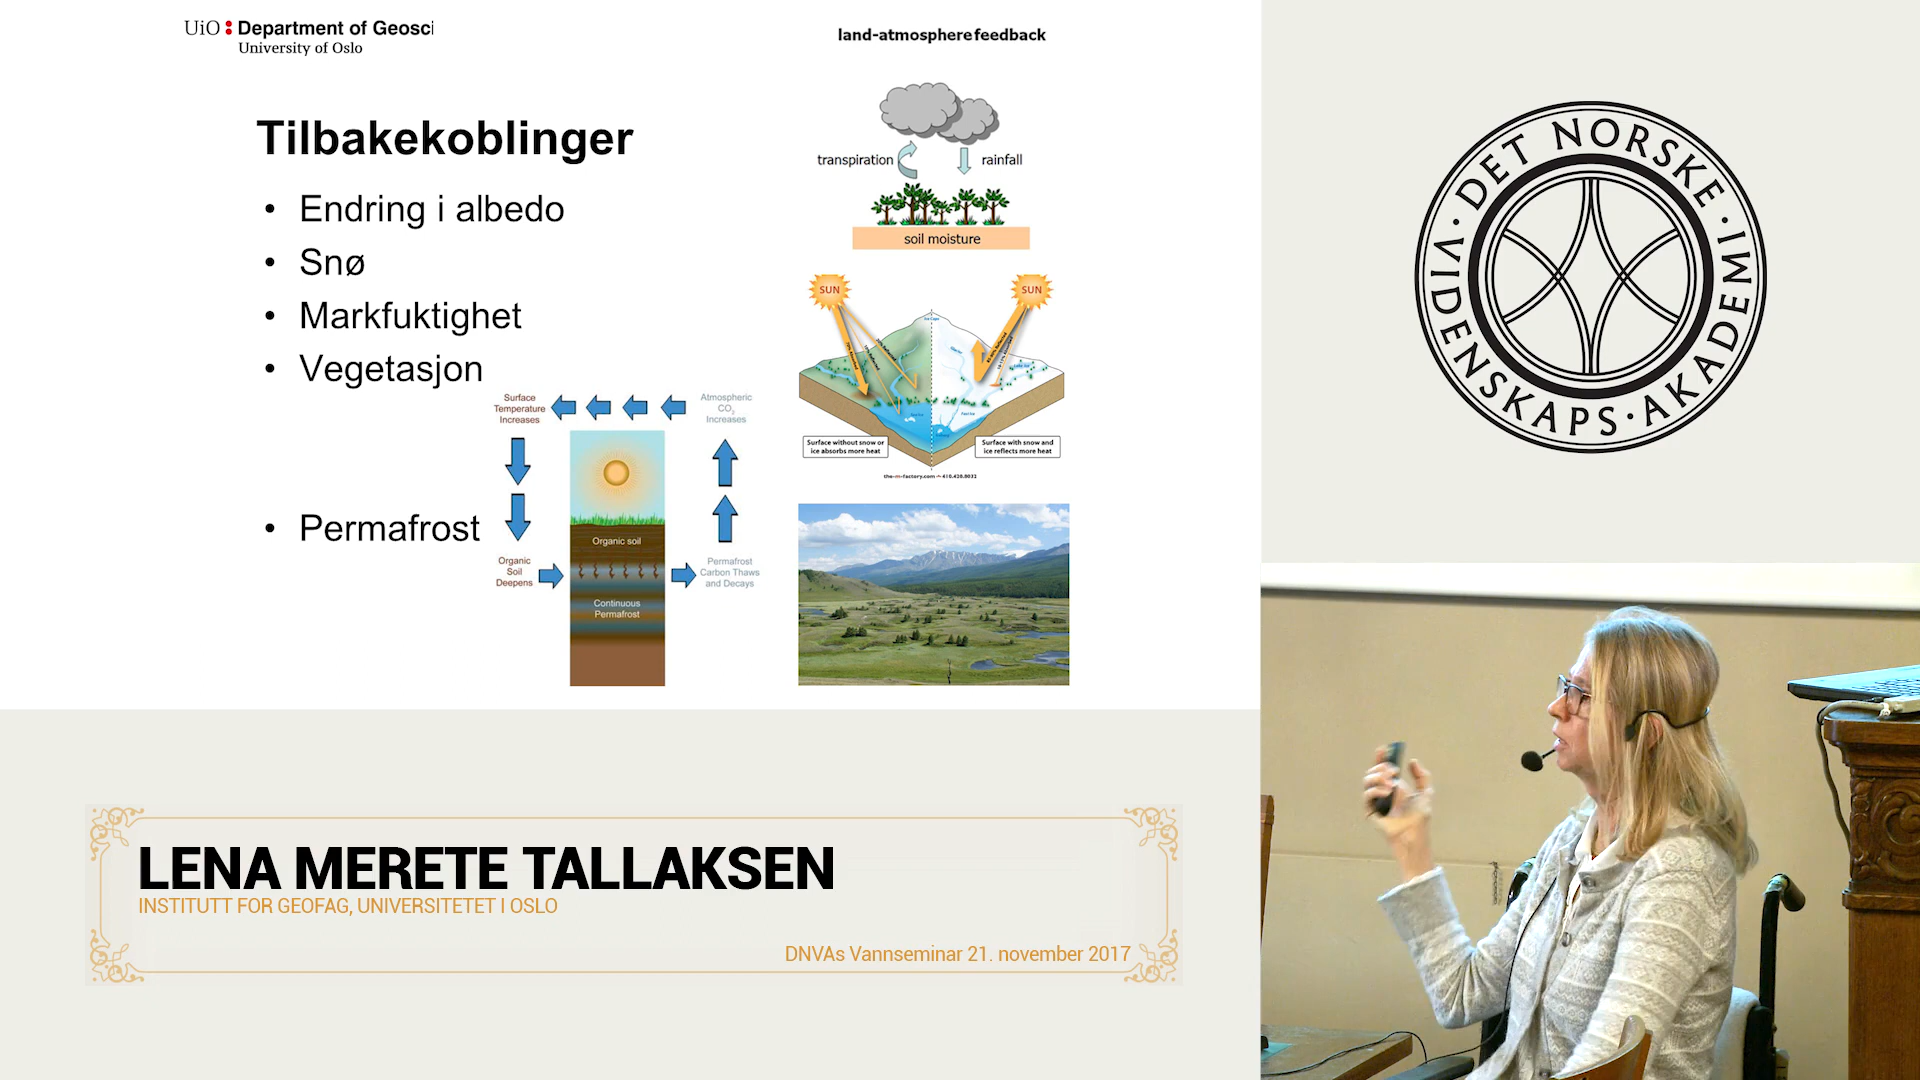 UiO Department of Geosci
University of Oslo
land-atmosphere feedback
transpiration
rainfall
soil moisture
Tilbakekoblinger
• Endring i albedo
• Snø
• Markfuktighet
• Vegetasjon
• Permafrost
SUN
SUN
Surface without snow or
ice absorbs more heat
Surface with snow and
ice reflects more heat
the-m-factory.com
410.428.8032
Surface
Temperature
Increases
Atmospheric
CO2
Increases
Organic soil
Organic
Soil
Deepens
Permafrost
Carbon Thaws
and Decays
Continuous
Permafrost
DET NORSKE · VIDENSKAPS · AKADEMI ·
LENA MERETE TALLAKSEN
INSTITUTT FOR GEOFAG, UNIVERSITETET I OSLO
DNVAs Vannseminar 21. november 2017